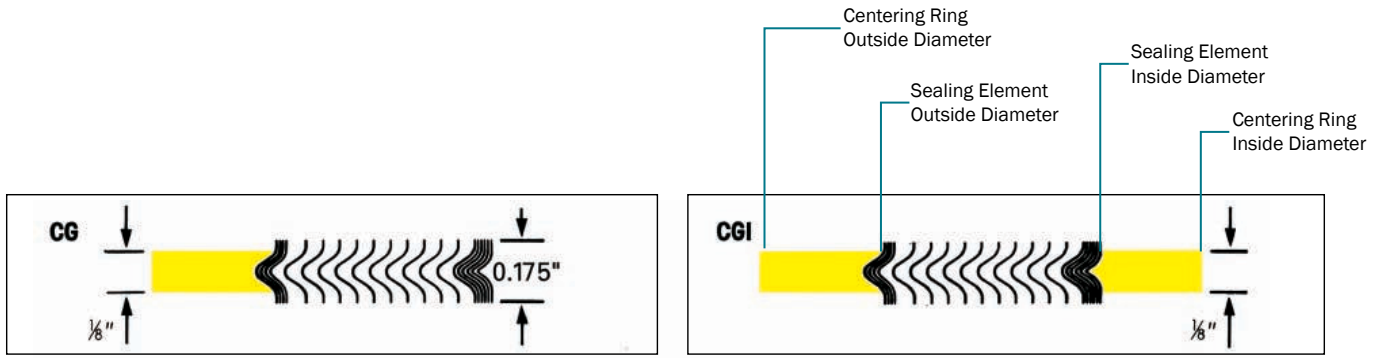 Centering Ring
Outside Diameter
Sealing Element
Inside Diameter
Sealing Element
Outside Diameter
Centering Ring
Inside Diameter
CG
0.175"
⅛"
CGI
⅛"